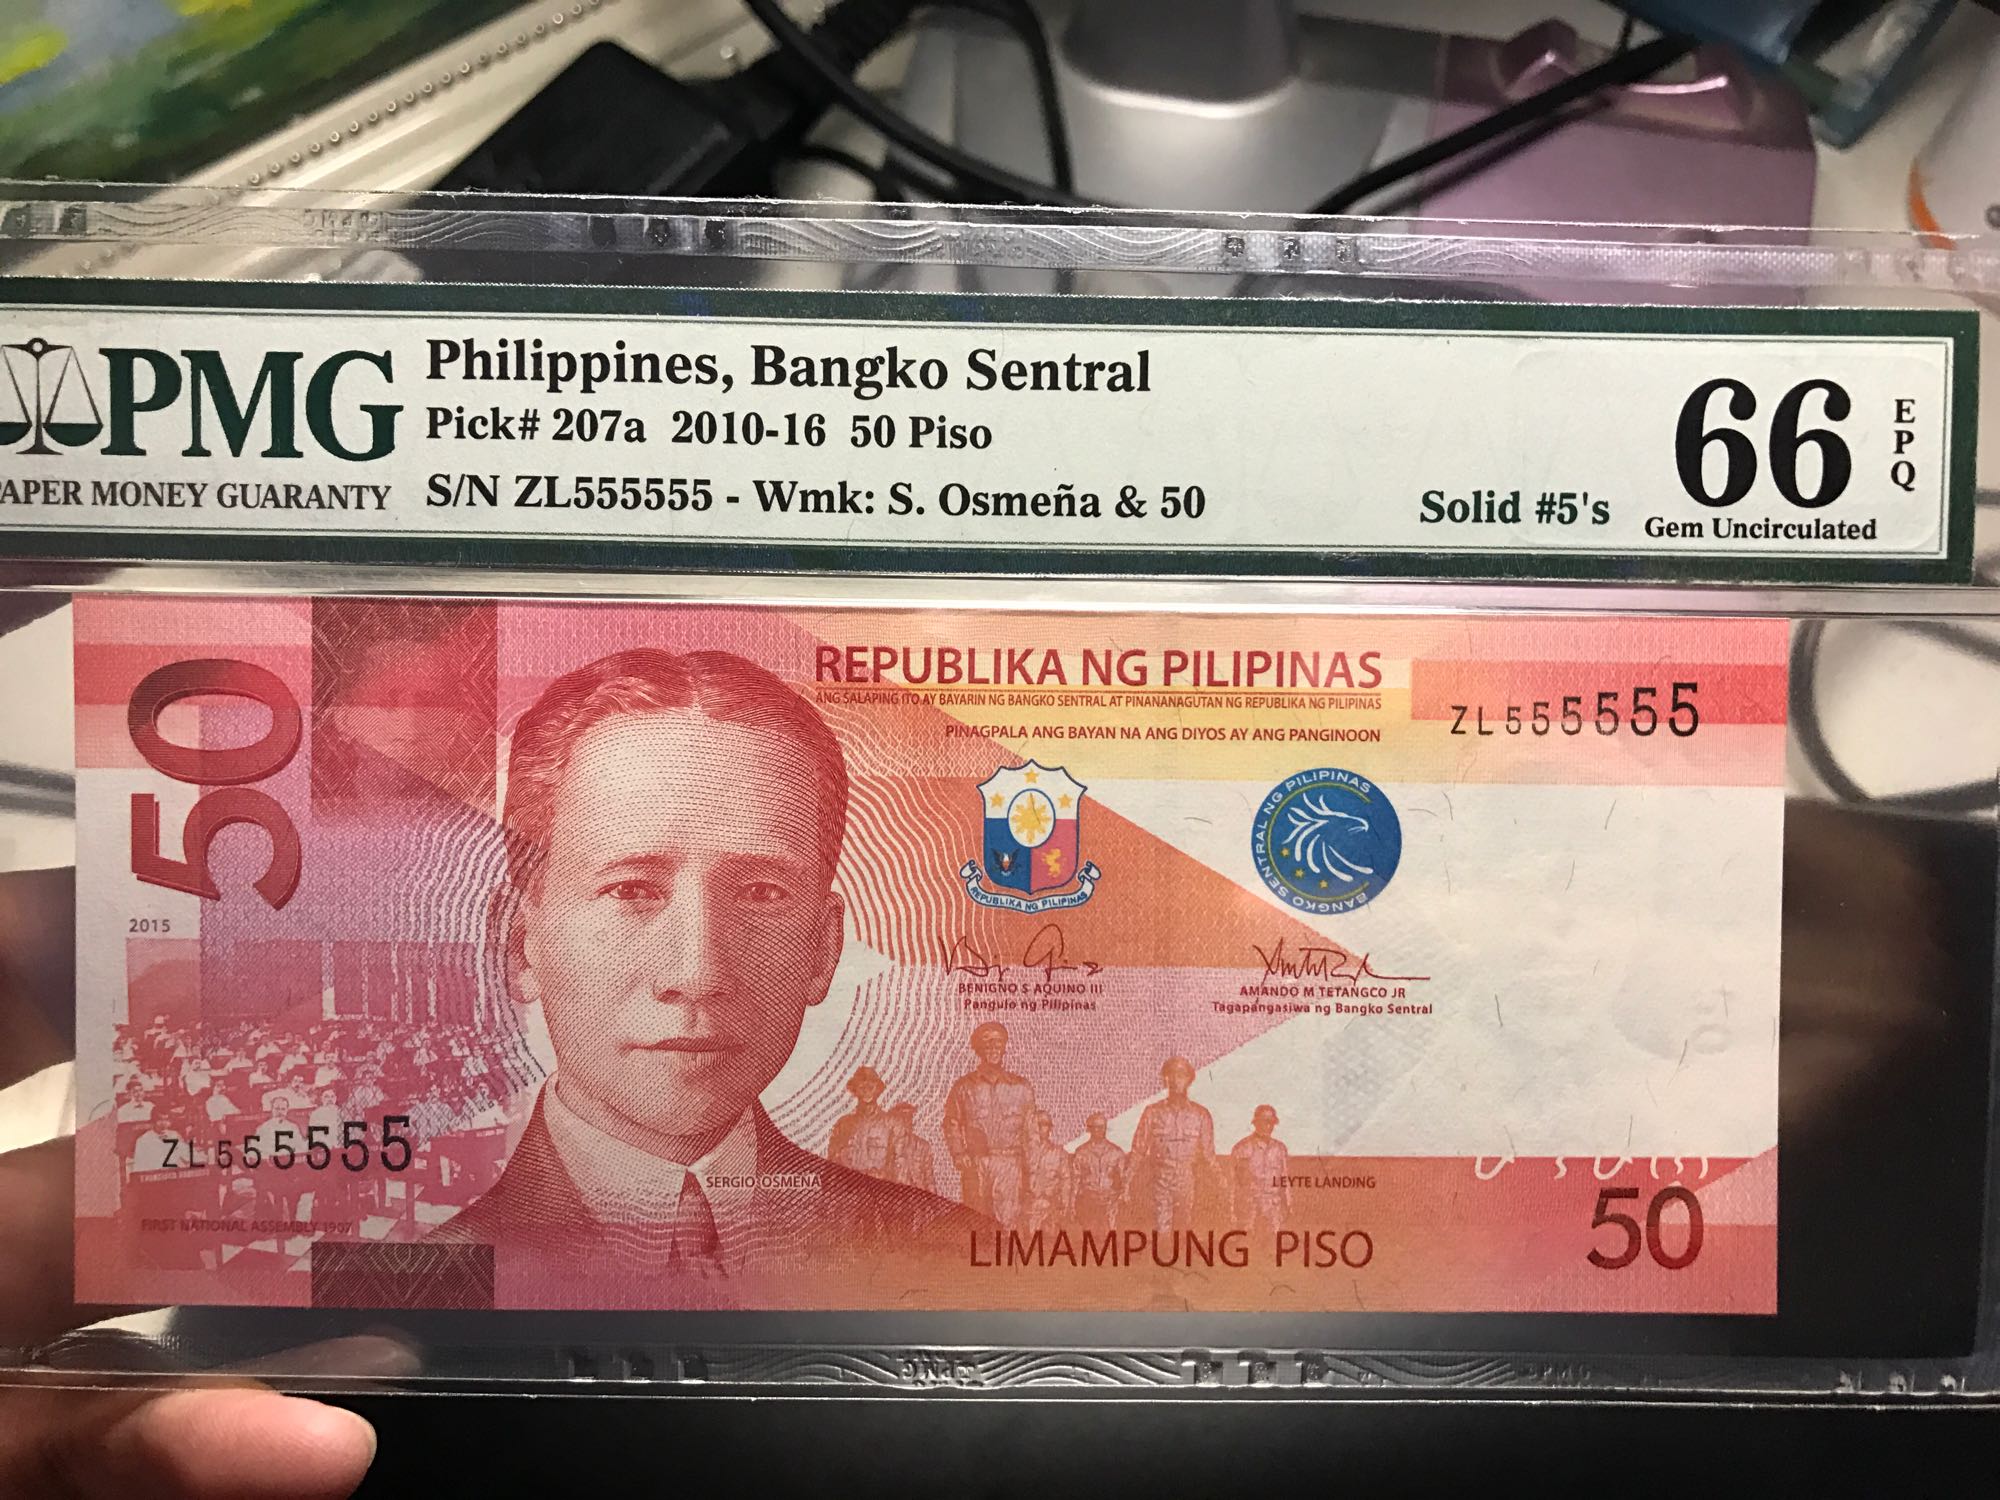 PMG
PAPER MONEY GUARANTY
Philippines, Bangko Sentral
Pick# 207a 2010-16 50 Piso
S/N ZL555555 - Wmk: S. Osmeña & 50
Solid #5's
66
EPQ
Gem Uncirculated
50
REPUBLIKA NG PILIPINAS
ANG SALAPING ITO AY BAYARIN NG BANGKO SENTRAL AT PINANANAGUTAN NG REPUBLIKA NG PILIPINAS
PINAGPALA ANG BAYAN NA ANG DIYOS AY ANG PANGINOON
ZL555555
REPUBLIKA NG PILIPINAS
BANGKO SENTRAL NG PILIPINAS
2015
BENIGNO S AQUINO III
Pangulo ng Pilipinas
AMANDO M TETANGCO JR
Tagapangasiwa ng Bangko Sentral
ZL555555
SERGIO OSMEÑA
LEYTE LANDING
FIRST NATIONAL ASSEMBLY 1907
LIMAMPUNG PISO
50
PMG